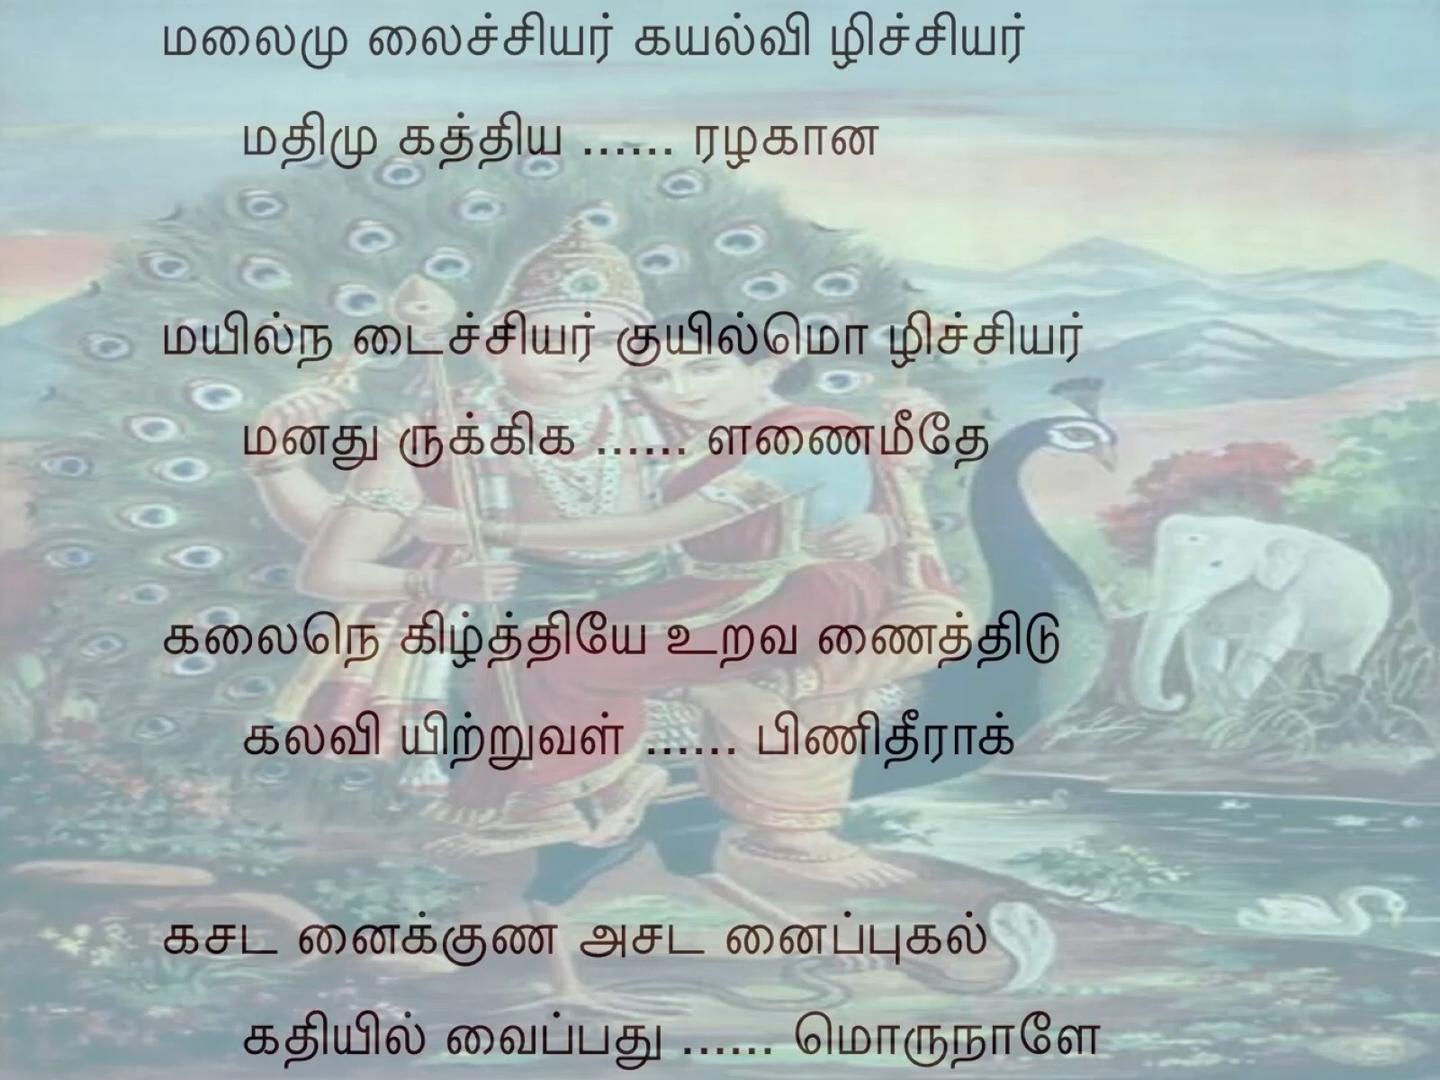 மலைமு லைச்சியர் கயல்வி ழிச்சியர்
மதிமு கத்திய ...... ரழகான
மயில்ந டைச்சியர் குயில்மொ ழிச்சியர்
மனது ருக்கிக ...... ளணைமீதே
கலைநெ கிழ்த்தியே உறவ ணைத்திடு
கலவி யிற்றுவள் ...... பிணிதீராக்
கசட னைக்குண அசட னைப்புகல்
கதியில் வைப்பது ...... மொருநாளே